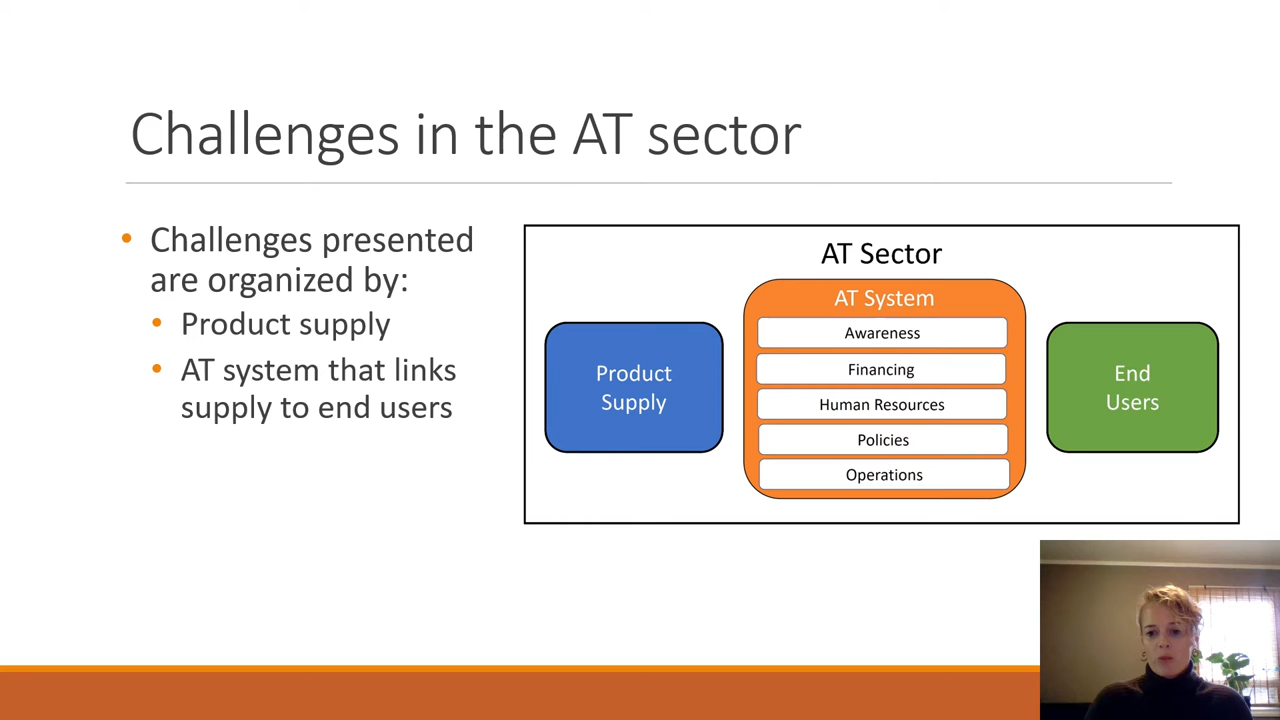 Challenges in the AT sector
• Challenges presented
are organized by:
• Product supply
• AT system that links
supply to end users
AT Sector
Product
Supply
AT System
Awareness
Financing
Human Resources
Policies
Operations
End
Users